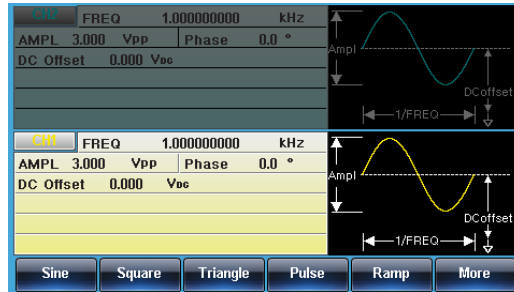 CH2 FREQ 1.000000000 kHz
AMPL 3.000 Vpp Phase 0.0 °
DC Offset 0.000 VDC
Ampl
DCoffset
1/FREQ
CH1 FREQ 1.000000000 kHz
AMPL 3.000 Vpp Phase 0.0 °
DC Offset 0.000 VDC
Ampl
DCoffset
1/FREQ
Sine Square Triangle Pulse Ramp More